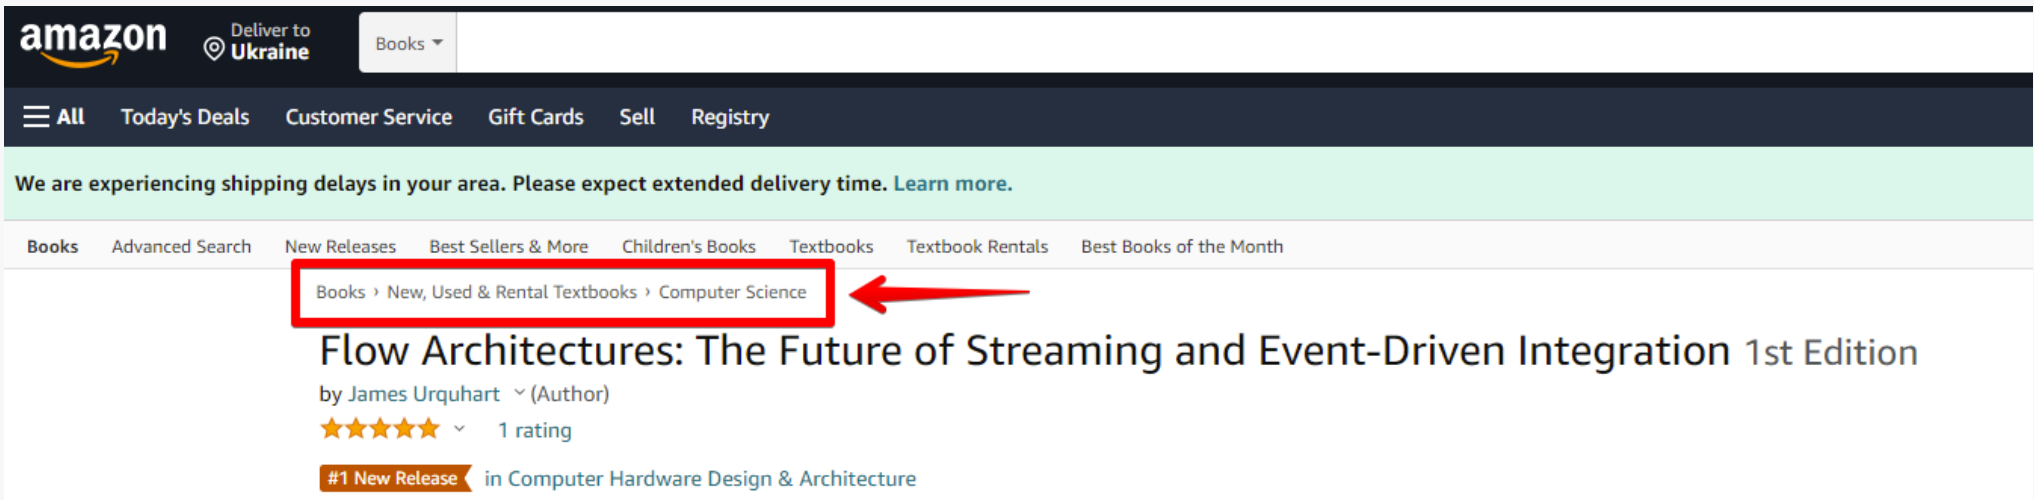 amazon
Deliver to
Ukraine
Books
All Today's Deals Customer Service Gift Cards Sell Registry
We are experiencing shipping delays in your area. Please expect extended delivery time. Learn more.
Books Advanced Search New Releases Best Sellers & More Children's Books Textbooks Textbook Rentals Best Books of the Month
Books › New, Used & Rental Textbooks › Computer Science
Flow Architectures: The Future of Streaming and Event-Driven Integration 1st Edition
by James Urquhart (Author)
1 rating
#1 New Release in Computer Hardware Design & Architecture